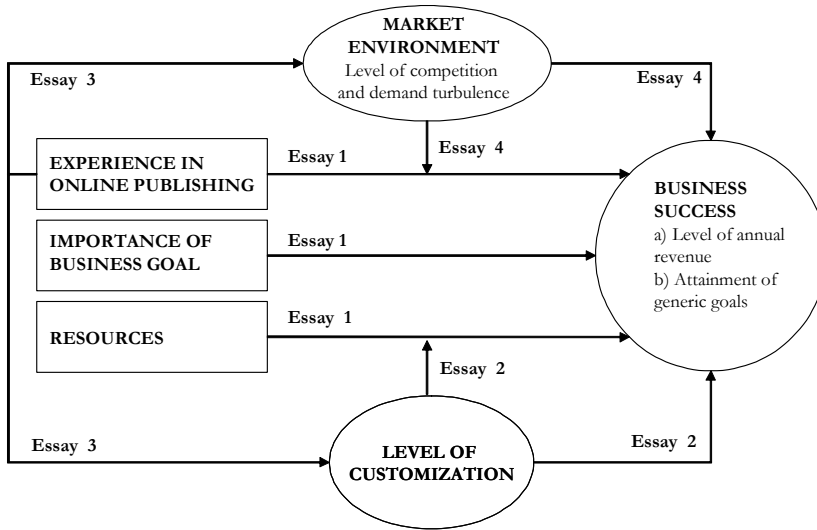 MARKET
ENVIRONMENT
Level of competition
and demand turbulence
Essay 3
Essay 4
EXPERIENCE IN
ONLINE PUBLISHING
Essay 1
Essay 4
IMPORTANCE OF
BUSINESS GOAL
Essay 1
BUSINESS
SUCCESS
a) Level of annual
revenue
b) Attainment of
generic goals
RESOURCES
Essay 1
Essay 2
Essay 3
LEVEL OF
CUSTOMIZATION
Essay 2